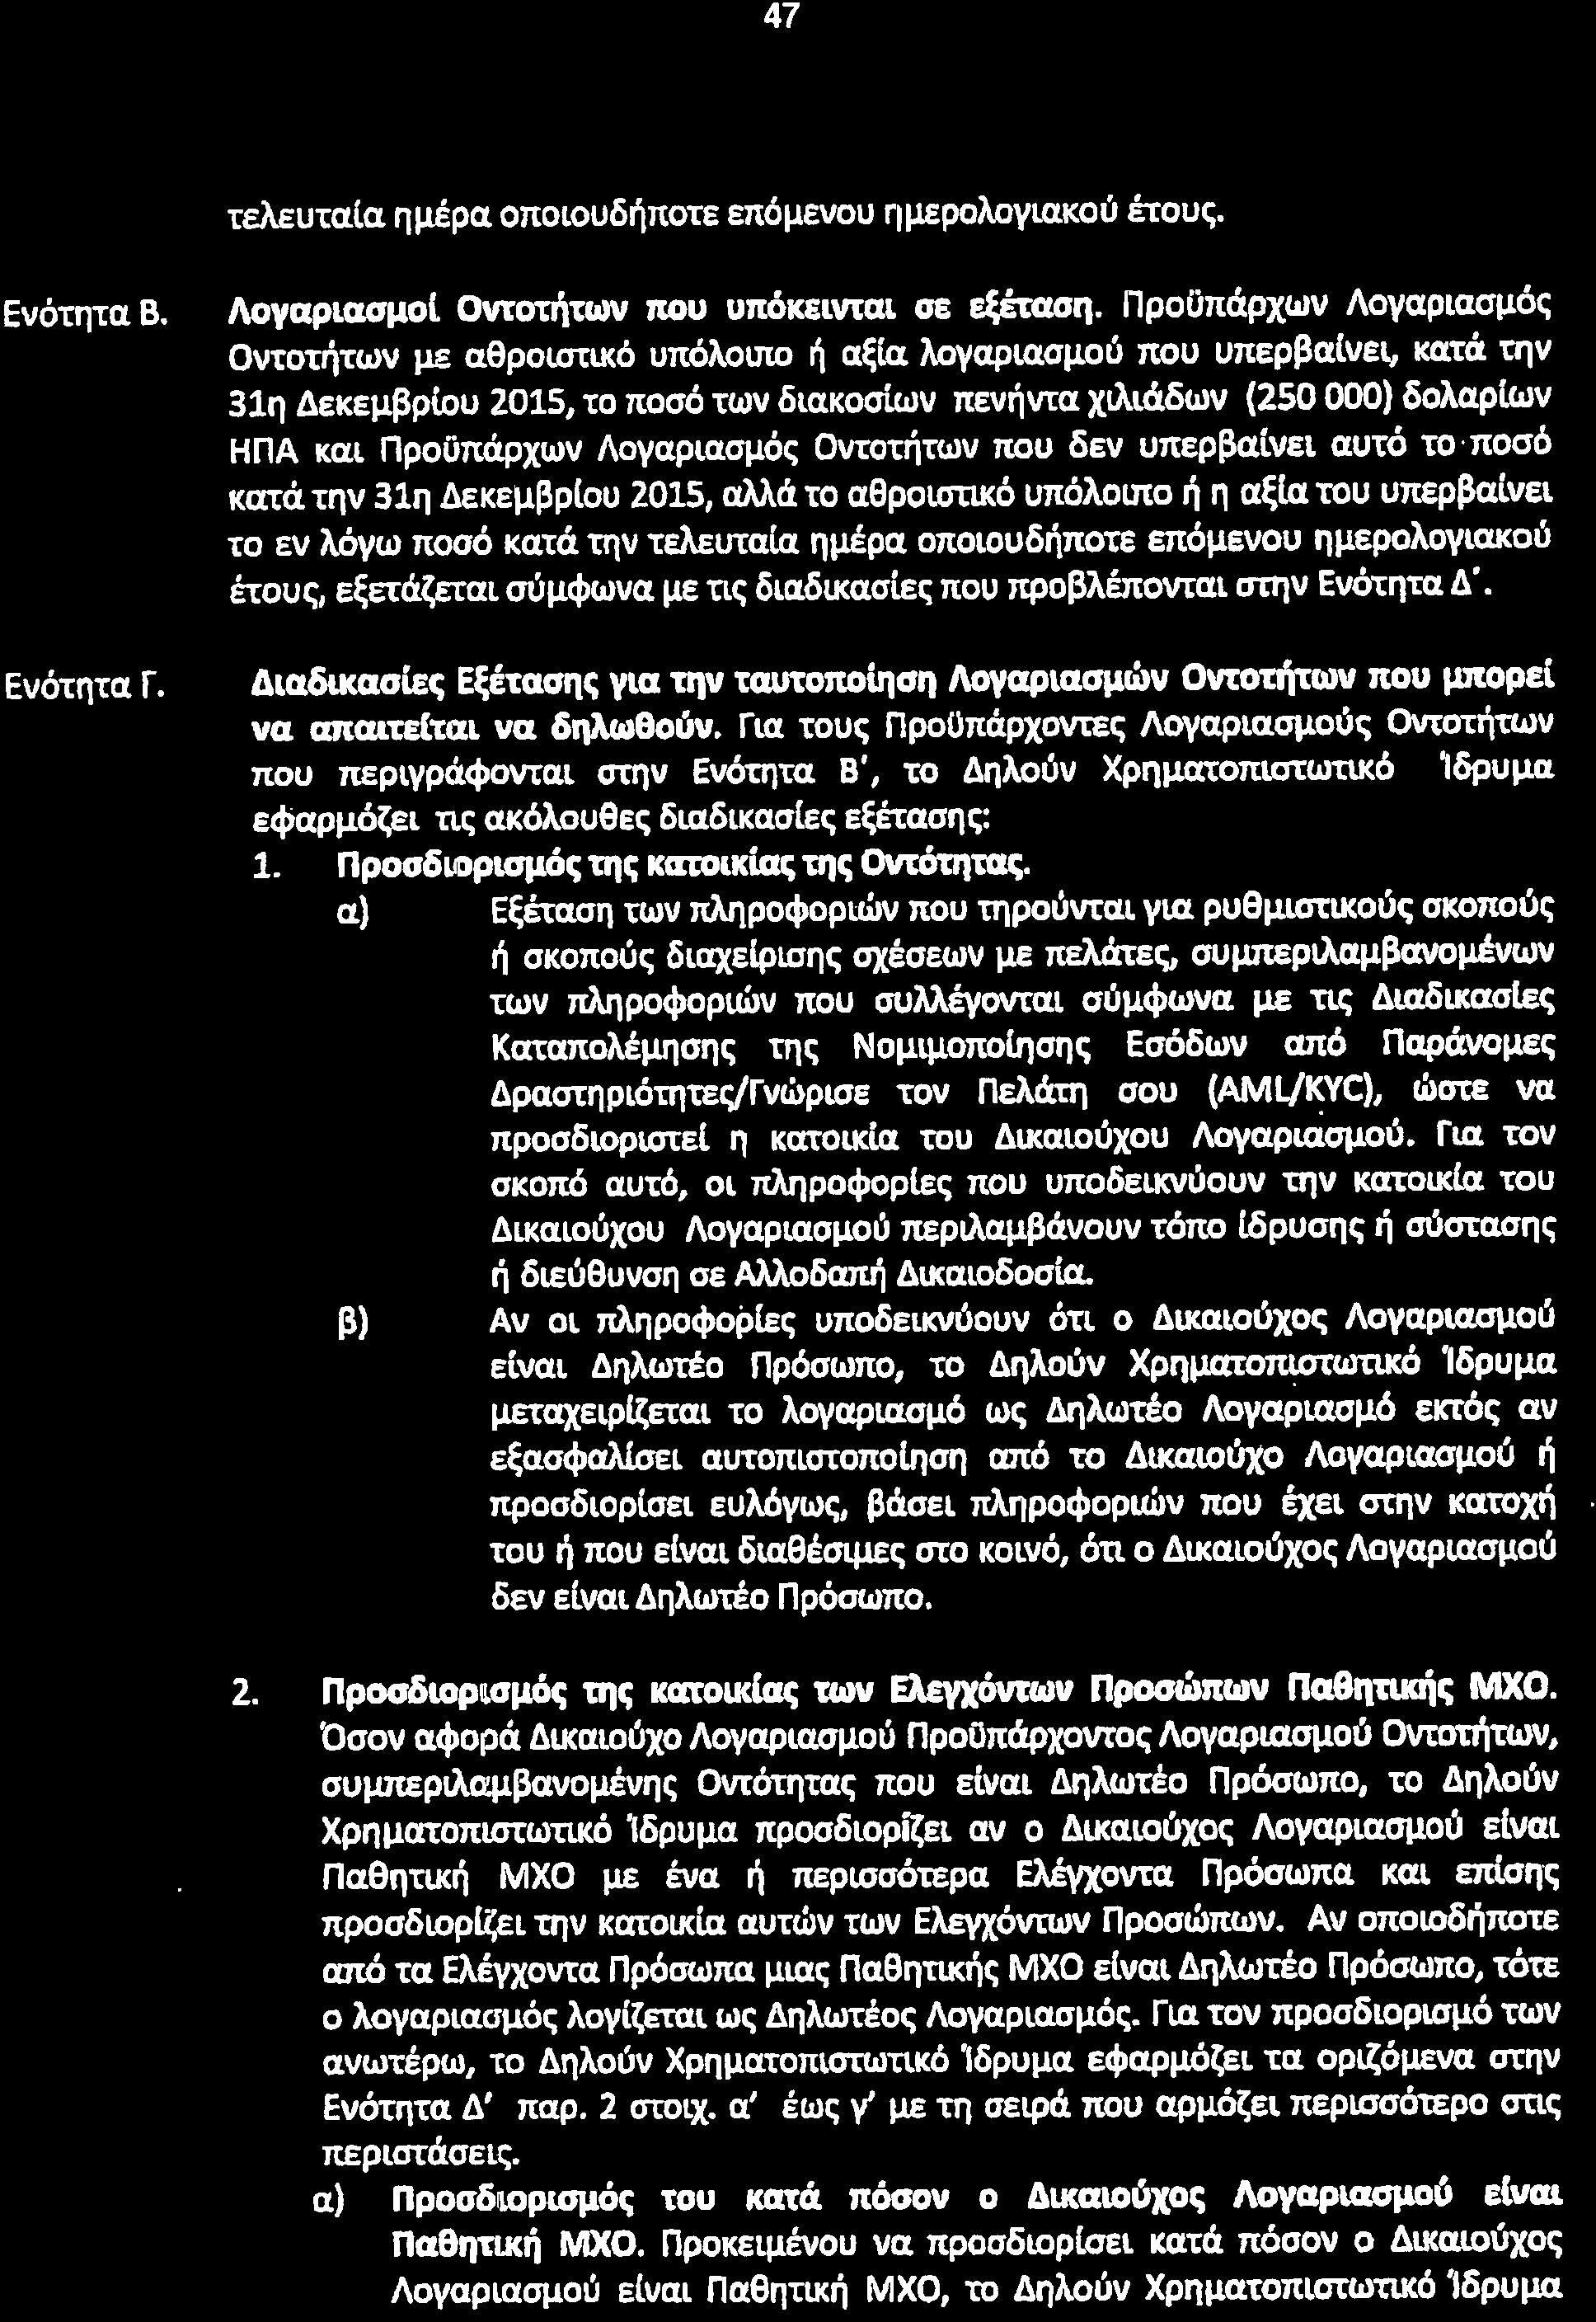 47
τελευταία ημέρα οποιουδήποτε επόμενου ημερολογιακού έτους.
Ενότητα Β. Λογαριασμοί Οντοτήτων που υπόκεινται σε εξέταση. Προϋπάρχων Λογαριασμός
Οντοτήτων με αθροιστικό υπόλοιπο ή αξία λογαριασμού που υπερβαίνει, κατά την
31η Δεκεμβρίου 2015, το ποσό των διακοσίων πενήντα χιλιάδων (250 000) δολαρίων
ΗΠΑ και Προϋπάρχων Λογαριασμός Οντοτήτων που δεν υπερβαίνει αυτό το ποσό
κατά την 31η Δεκεμβρίου 2015, αλλά το αθροιστικό υπόλοιπο ή η αξία του υπερβαίνει
το εν λόγω ποσό κατά την τελευταία ημέρα οποιουδήποτε επόμενου ημερολογιακού
έτους, εξετάζεται σύμφωνα με τις διαδικασίες που προβλέπονται στην Ενότητα Δ'.
Ενότητα Γ. Διαδικασίες Εξέτασης για την ταυτοποίηση Λογαριασμών Οντοτήτων που μπορεί
να απαιτείται να δηλωθούν. Για τους Προϋπάρχοντες Λογαριασμούς Οντοτήτων
που περιγράφονται στην Ενότητα Β', το Δηλούν Χρηματοπιστωτικό Ίδρυμα
εφαρμόζει τις ακόλουθες διαδικασίες εξέτασης:
1. Προσδιορισμός της κατοικίας της Οντότητας.
α) Εξέταση των πληροφοριών που τηρούνται για ρυθμιστικούς σκοπούς
ή σκοπούς διαχείρισης σχέσεων με πελάτες, συμπεριλαμβανομένων
των πληροφοριών που συλλέγονται σύμφωνα με τις Διαδικασίες
Καταπολέμησης της Νομιμοποίησης Εσόδων από Παράνομες
Δραστηριότητες/Γνώρισε τον Πελάτη σου (AML/KYC), ώστε να
προσδιοριστεί η κατοικία του Δικαιούχου Λογαριασμού. Για τον
σκοπό αυτό, οι πληροφορίες που υποδεικνύουν την κατοικία του
Δικαιούχου Λογαριασμού περιλαμβάνουν τόπο ίδρυσης ή σύστασης
ή διεύθυνση σε Αλλοδαπή Δικαιοδοσία.
β) Αν οι πληροφορίες υποδεικνύουν ότι ο Δικαιούχος Λογαριασμού
είναι Δηλωτέο Πρόσωπο, το Δηλούν Χρηματοπιστωτικό Ίδρυμα
μεταχειρίζεται το λογαριασμό ως Δηλωτέο Λογαριασμό εκτός αν
εξασφαλίσει αυτοπιστοποίηση από το Δικαιούχο Λογαριασμού ή
προσδιορίσει ευλόγως, βάσει πληροφοριών που έχει στην κατοχή
του ή που είναι διαθέσιμες στο κοινό, ότι ο Δικαιούχος Λογαριασμού
δεν είναι Δηλωτέο Πρόσωπο.
2. Προσδιορισμός της κατοικίας των Ελεγχόντων Προσώπων Παθητικής ΜΧΟ.
Όσον αφορά Δικαιούχο Λογαριασμού Προϋπάρχοντος Λογαριασμού Οντοτήτων,
συμπεριλαμβανομένης Οντότητας που είναι Δηλωτέο Πρόσωπο, το Δηλούν
Χρηματοπιστωτικό Ίδρυμα προσδιορίζει αν ο Δικαιούχος Λογαριασμού είναι
Παθητική ΜΧΟ με ένα ή περισσότερα Ελέγχοντα Πρόσωπα και επίσης
προσδιορίζει την κατοικία αυτών των Ελεγχόντων Προσώπων. Αν οποιοδήποτε
από τα Ελέγχοντα Πρόσωπα μιας Παθητικής ΜΧΟ είναι Δηλωτέο Πρόσωπο, τότε
ο λογαριασμός λογίζεται ως Δηλωτέος Λογαριασμός. Για τον προσδιορισμό των
ανωτέρω, το Δηλούν Χρηματοπιστωτικό Ίδρυμα εφαρμόζει τα οριζόμενα στην
Ενότητα Δ' παρ. 2 στοιχ. α' έως γ' με τη σειρά που αρμόζει περισσότερο στις
περιστάσεις.
α) Προσδιορισμός του κατά πόσον ο Δικαιούχος Λογαριασμού είναι
Παθητική ΜΧΟ. Προκειμένου να προσδιορίσει κατά πόσον ο Δικαιούχος
Λογαριασμού είναι Παθητική ΜΧΟ, το Δηλούν Χρηματοπιστωτικό Ίδρυμα